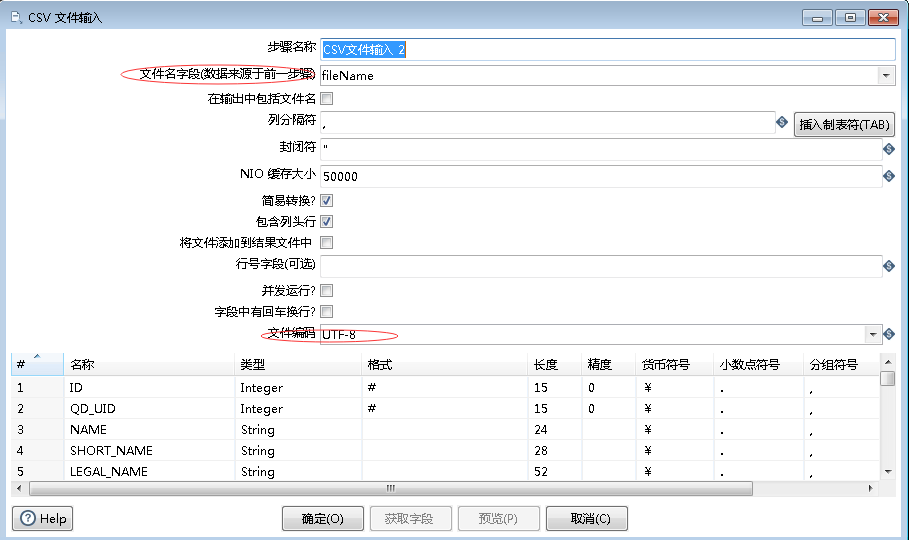 CSV 文件输入
步骤名称 CSV文件输入 2
文件名字段(数据来源于前一步骤) fileName
在输出中包括文件名
列分隔符 , 插入制表符(TAB)
封闭符 "
NIO 缓存大小 50000
简易转换?
包含列头行
将文件添加到结果文件中
行号字段(可选)
并发运行?
字段中有回车换行?
文件编码 UTF-8
# 名称 类型 格式 长度 精度 货币符号 小数点符号 分组符号
1 ID Integer # 15 0 ¥ . ,
2 QD_UID Integer # 15 0 ¥ . ,
3 NAME String 24 ¥ . ,
4 SHORT_NAME String 28 ¥ . ,
5 LEGAL_NAME String 52 ¥ . ,
Help 确定(O) 获取字段 预览(P) 取消(C)